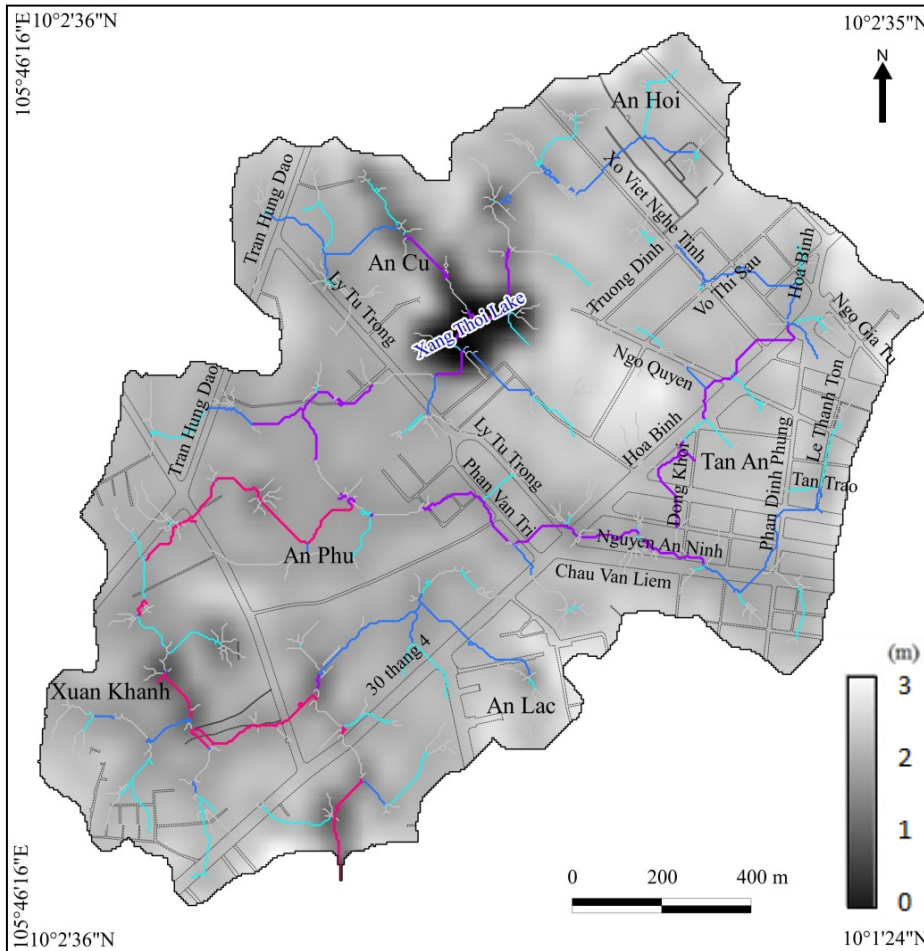 10°2'36"N
10°2'35"N
105°46'16"E
N
An Hoi
Xo Viet Nghe Tinh
Tran Hung Dao
An Cu
Ly Tu Trong
Truong Dinh
Vo Thi Sau
Hoa Binh
Xang Thoi Lake
Ngo Gia Tu
Ngo Quyen
Le Thanh Ton
Tran Hung Dao
Ly Tu Trong
Hoa Binh
Phan Dinh Phung
Tan An
Dong Khoi
Tan Trao
Phan Van Tri
An Phu
Nguyen An Ninh
Chau Van Liem
30 thang 4
Xuan Khanh
An Lac
(m)
3
2
1
0
0 200 400 m
105°46'16"E
10°2'36"N
10°1'24"N